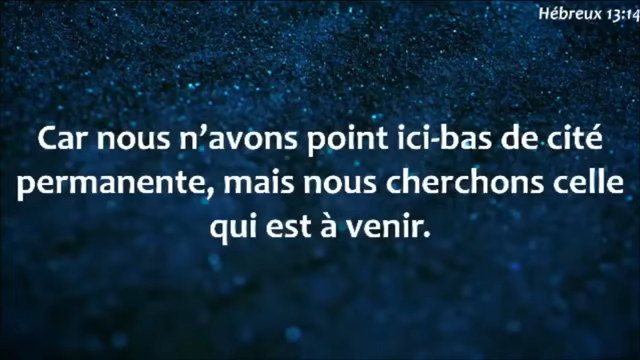 Hébreux 13:14
Car nous n’avons point ici-bas de cité
permanente, mais nous cherchons celle
qui est à venir.